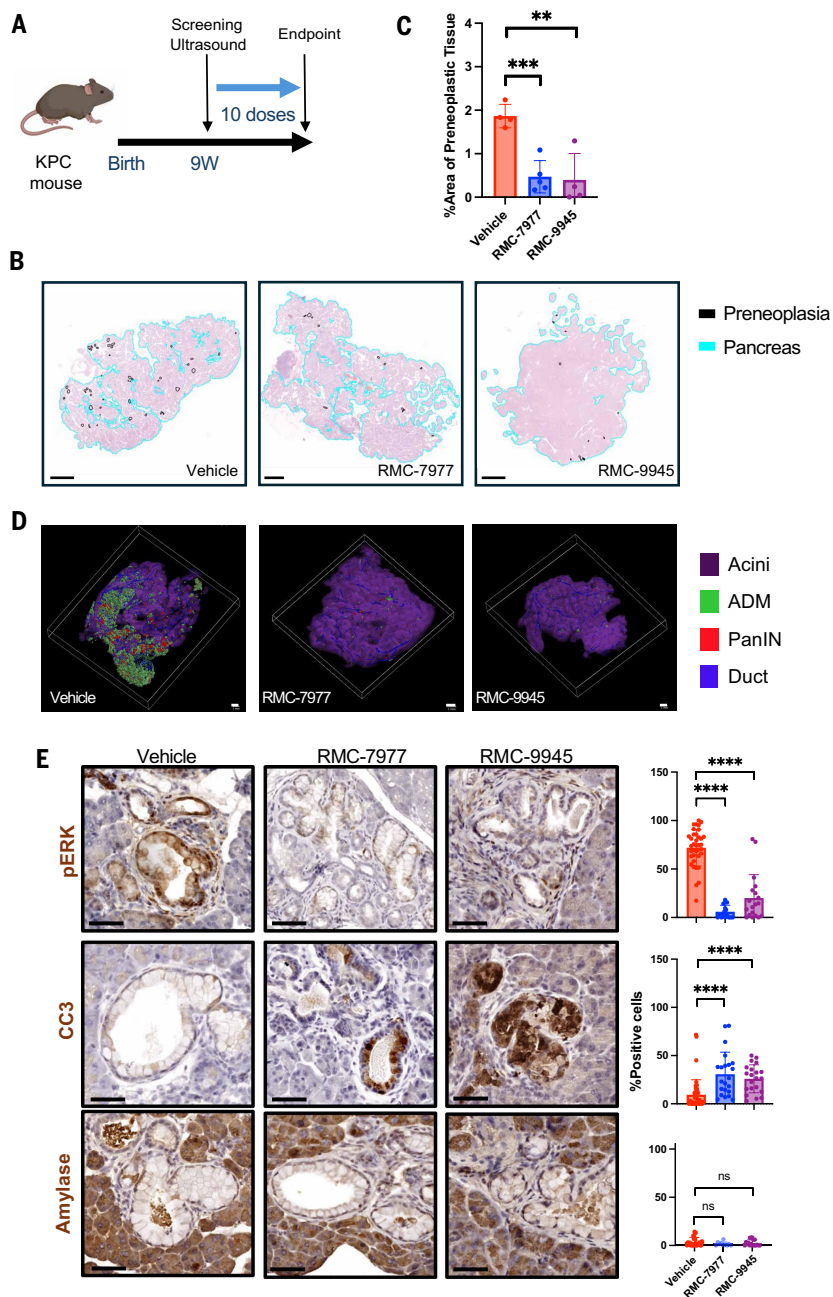 A
Screening
Ultrasound
Endpoint
10 doses
KPC
mouse
Birth
9W
C
%Area of Preneoplastic Tissue
4
3
2
1
0
**
***
Vehicle
RMC-7977
RMC-9945
B
Vehicle
RMC-7977
RMC-9945
Preneoplasia
Pancreas
D
Vehicle
RMC-7977
RMC-9945
Acini
ADM
PanIN
Duct
E
Vehicle
RMC-7977
RMC-9945
pERK
CC3
Amylase
%Positive cells
150
100
50
0
****
****
150
100
50
0
****
****
100
50
0
ns
ns
Vehicle
RMC-7977
RMC-9945